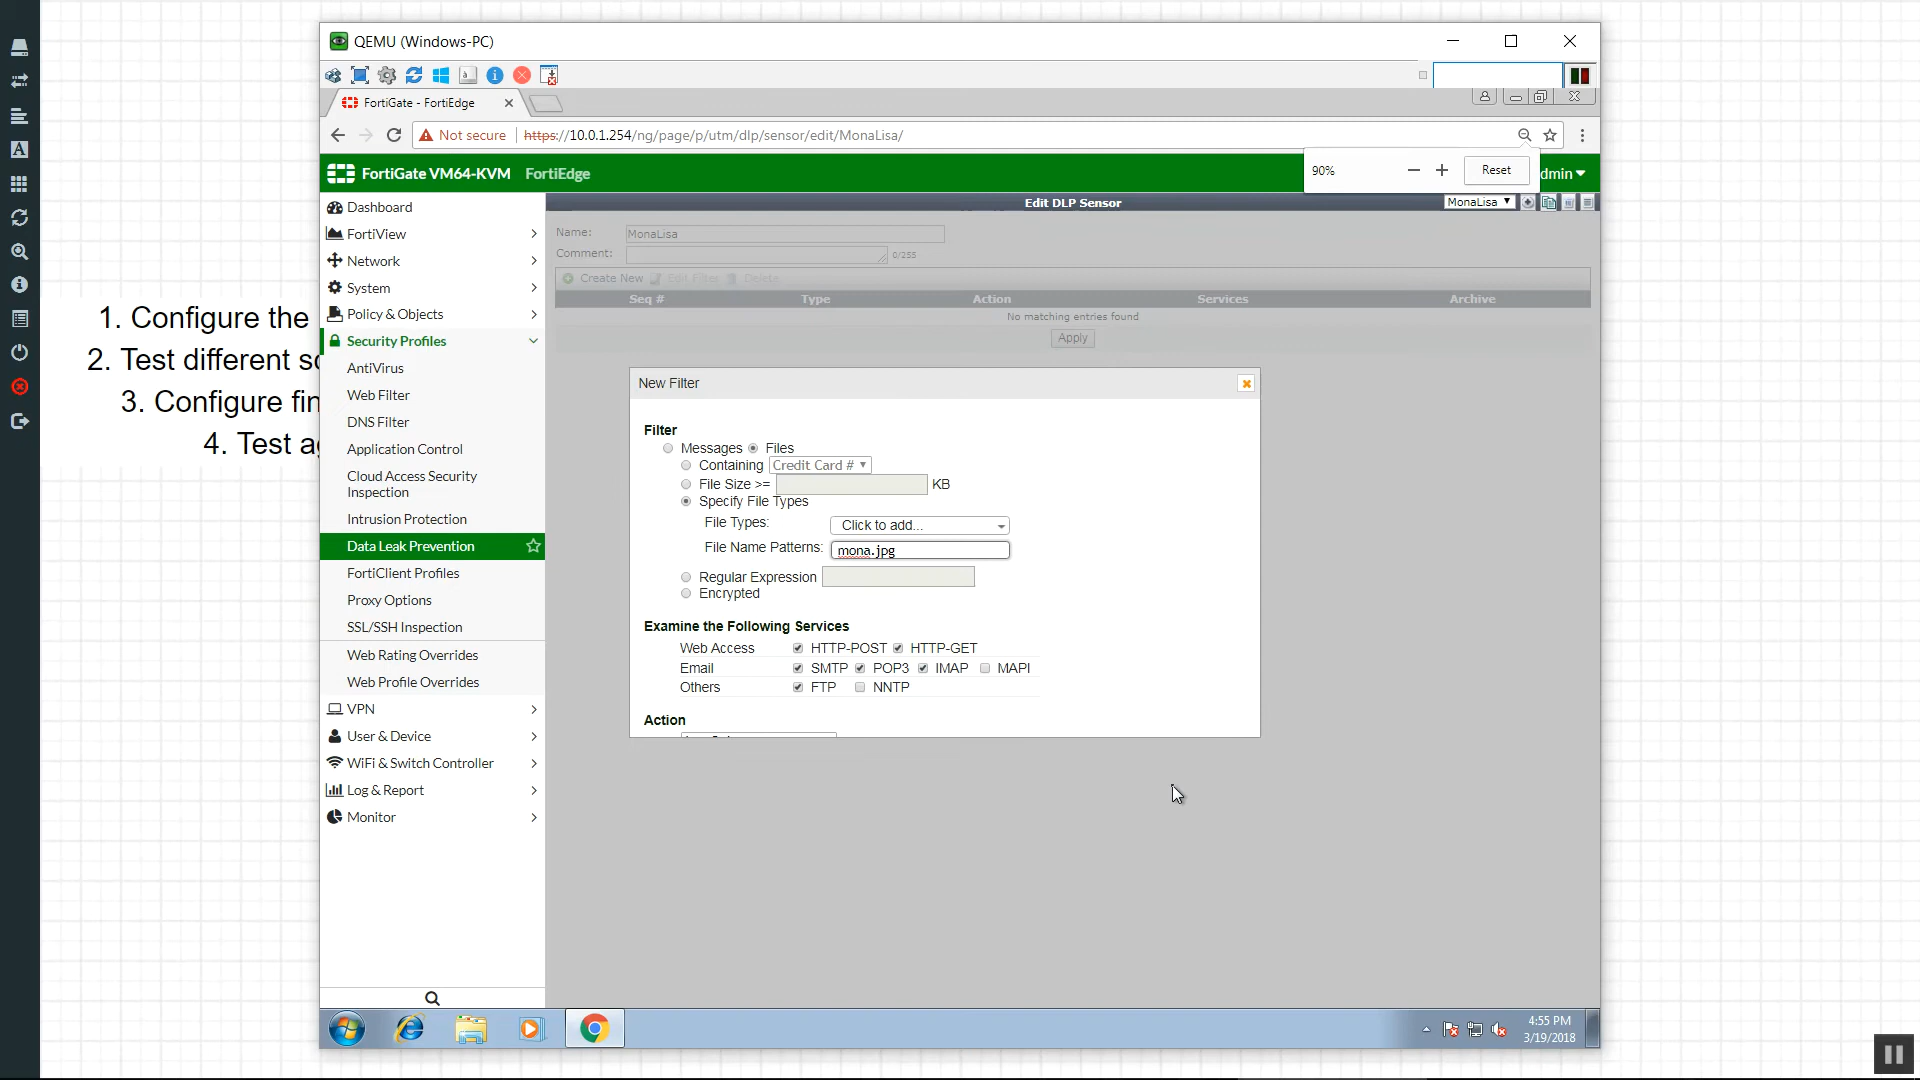 QEMU (Windows-PC)
FortiGate - FortiEdge
Not secure https://10.0.1.254/ng/page/p/utm/dlp/sensor/edit/MonaLisa/
90% Reset
FortiGate VM64-KVM FortiEdge
dmin
Edit DLP Sensor
MonaLisa
Name: MonaLisa
Comment: 0/255
Create New Edit Filter Delete
Seq # Type Action Services Archive
No matching entries found
Apply
Dashboard
FortiView
Network
System
Policy & Objects
Security Profiles
AntiVirus
Web Filter
DNS Filter
Application Control
Cloud Access Security
Inspection
Intrusion Protection
Data Leak Prevention
FortiClient Profiles
Proxy Options
SSL/SSH Inspection
Web Rating Overrides
Web Profile Overrides
VPN
User & Device
WiFi & Switch Controller
Log & Report
Monitor
1. Configure the
2. Test different
3. Configure
4. Test
New Filter
Filter
Messages Files
Containing Credit Card #
File Size >= KB
Specify File Types
File Types: Click to add...
File Name Patterns: mona.jpg
Regular Expression
Encrypted
Examine the Following Services
Web Access HTTP-POST HTTP-GET
Email SMTP POP3 IMAP MAPI
Others FTP NNTP
Action
4:55 PM
3/19/2018